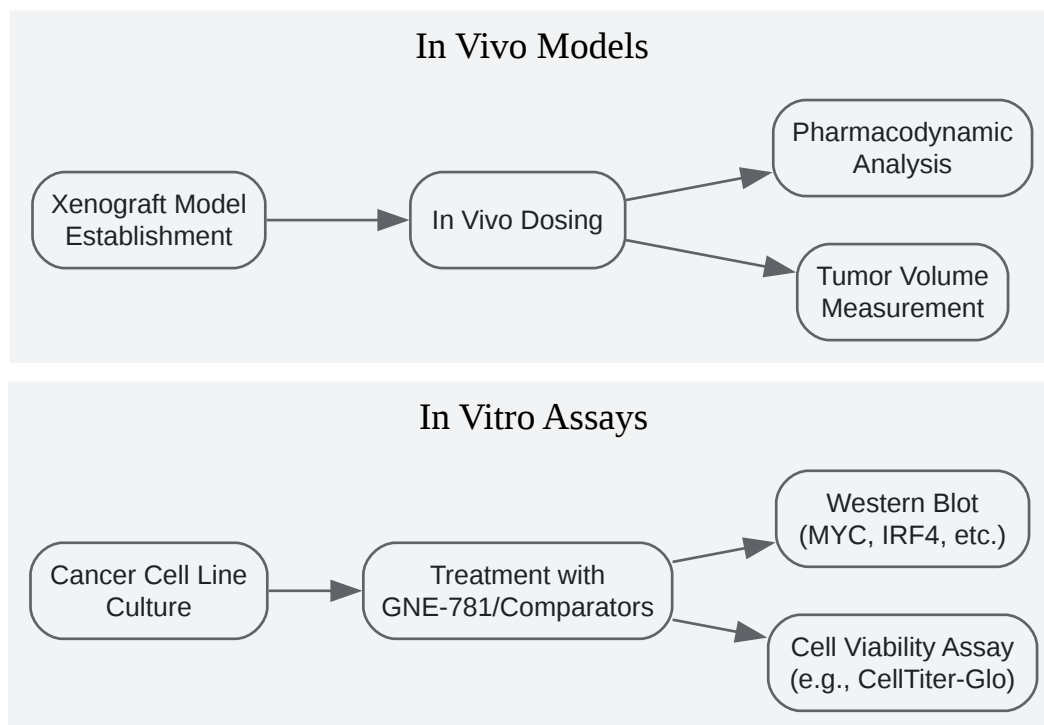 In Vivo Models
Xenograft Model
Establishment
In Vivo Dosing
Pharmacodynamic
Analysis
Tumor Volume
Measurement
In Vitro Assays
Cancer Cell Line
Culture
Treatment with
GNE-781/Comparators
Western Blot
(MYC, IRF4, etc.)
Cell Viability Assay
(e.g., CellTiter-Glo)